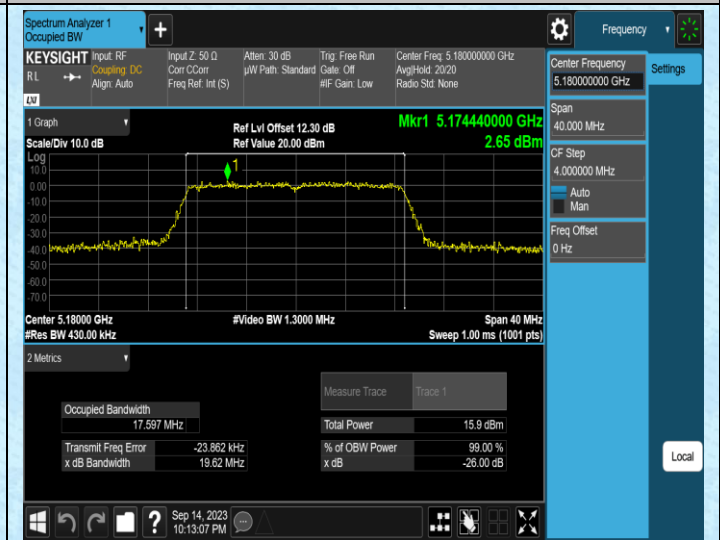 Spectrum Analyzer 1
Occupied BW
+
Frequency
KEYSIGHT
RL
LXI
Input: RF
Coupling: DC
Align: Auto
Input Z: 50 Ω
Corr CCorr
Freq Ref: Int (S)
Atten: 30 dB
µW Path: Standard
Trig: Free Run
Gate: Off
#IF Gain: Low
Center Freq: 5.180000000 GHz
Avg|Hold: 20/20
Radio Std: None
Center Frequency
5.180000000 GHz
Settings
Span
40.000 MHz
CF Step
4.000000 MHz
Auto
Man
Freq Offset
0 Hz
1 Graph
Scale/Div 10.0 dB
Ref Lvl Offset 12.30 dB
Ref Value 20.00 dBm
Mkr1 5.174440000 GHz
2.65 dBm
Log
10.0
0.00
-10.0
-20.0
-30.0
-40.0
-50.0
-60.0
-70.0
1
Center 5.18000 GHz
#Res BW 430.00 kHz
#Video BW 1.3000 MHz
Span 40 MHz
Sweep 1.00 ms (1001 pts)
2 Metrics
Measure Trace
Trace 1
Occupied Bandwidth
17.597 MHz
Total Power
15.9 dBm
Transmit Freq Error
-23.862 kHz
% of OBW Power
99.00 %
x dB Bandwidth
19.62 MHz
x dB
-26.00 dB
Local
?
Sep 14, 2023
10:13:07 PM